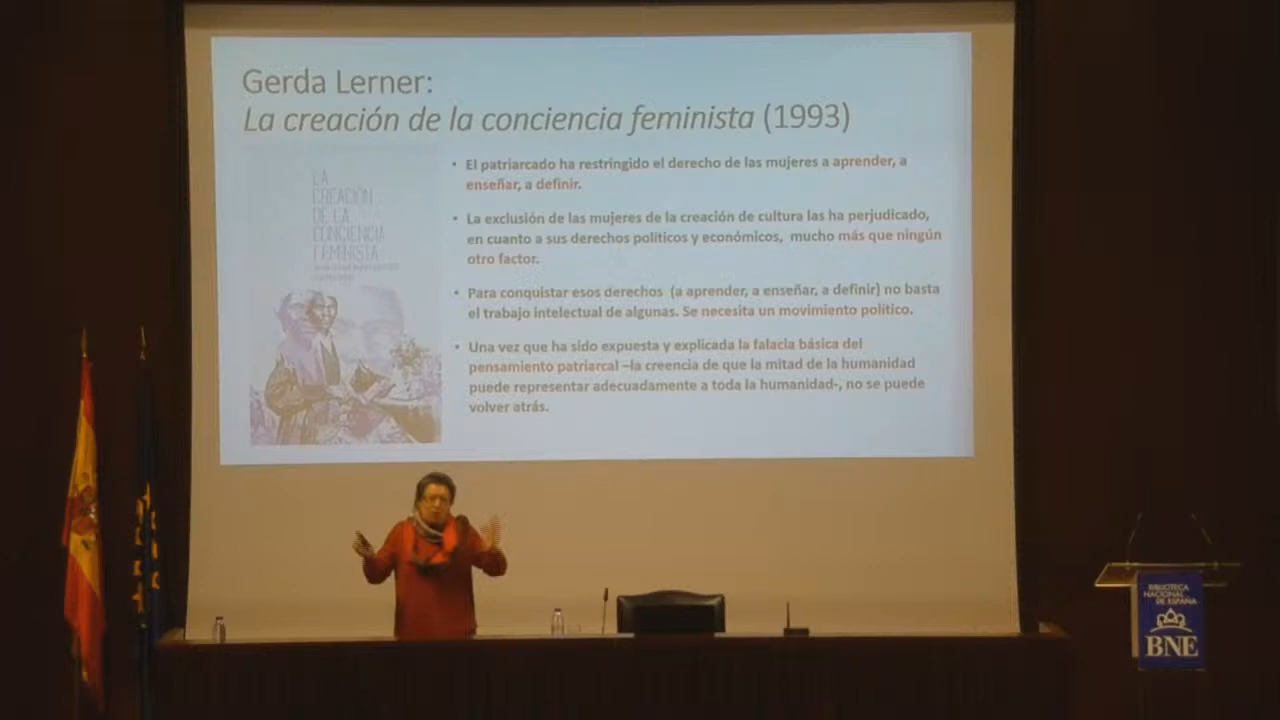 Gerda Lerner:
La creación de la conciencia feminista (1993)
LA
CREACIÓN
DE LA
CONCIENCIA
FEMINISTA
• El patriarcado ha restringido el derecho de las mujeres a aprender, a
enseñar, a definir.
• La exclusión de las mujeres de la creación de cultura las ha perjudicado,
en cuanto a sus derechos políticos y económicos, mucho más que ningún
otro factor.
• Para conquistar esos derechos (a aprender, a enseñar, a definir) no basta
el trabajo intelectual de algunas. Se necesita un movimiento político.
• Una vez que ha sido expuesta y explicada la falacia básica del
pensamiento patriarcal –la creencia de que la mitad de la humanidad
puede representar adecuadamente a toda la humanidad-, no se puede
volver atrás.
BIBLIOTECA
NACIONAL
DE ESPAÑA
BNE